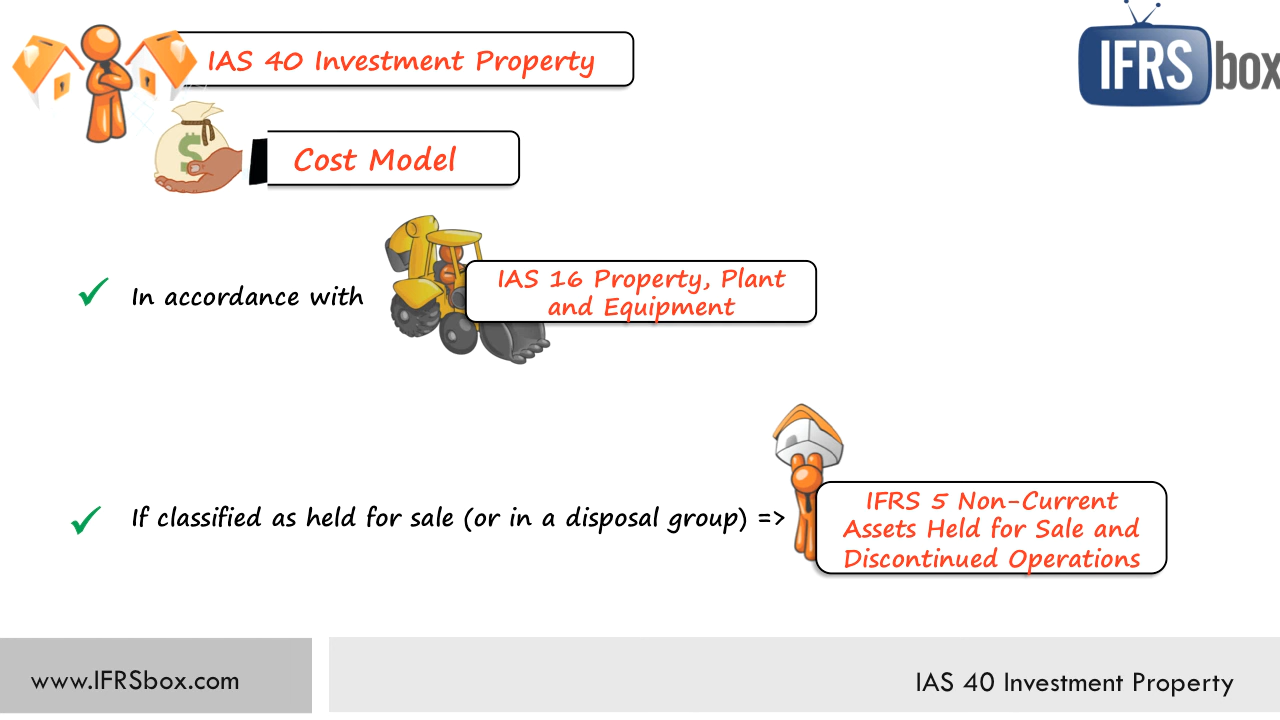 IAS 40 Investment Property
IFRS box
$
Cost Model
✓ In accordance with
IAS 16 Property, Plant
and Equipment
✓ If classified as held for sale (or in a disposal group) =>
IFRS 5 Non-Current
Assets Held for Sale and
Discontinued Operations
www.IFRSbox.com
IAS 40 Investment Property